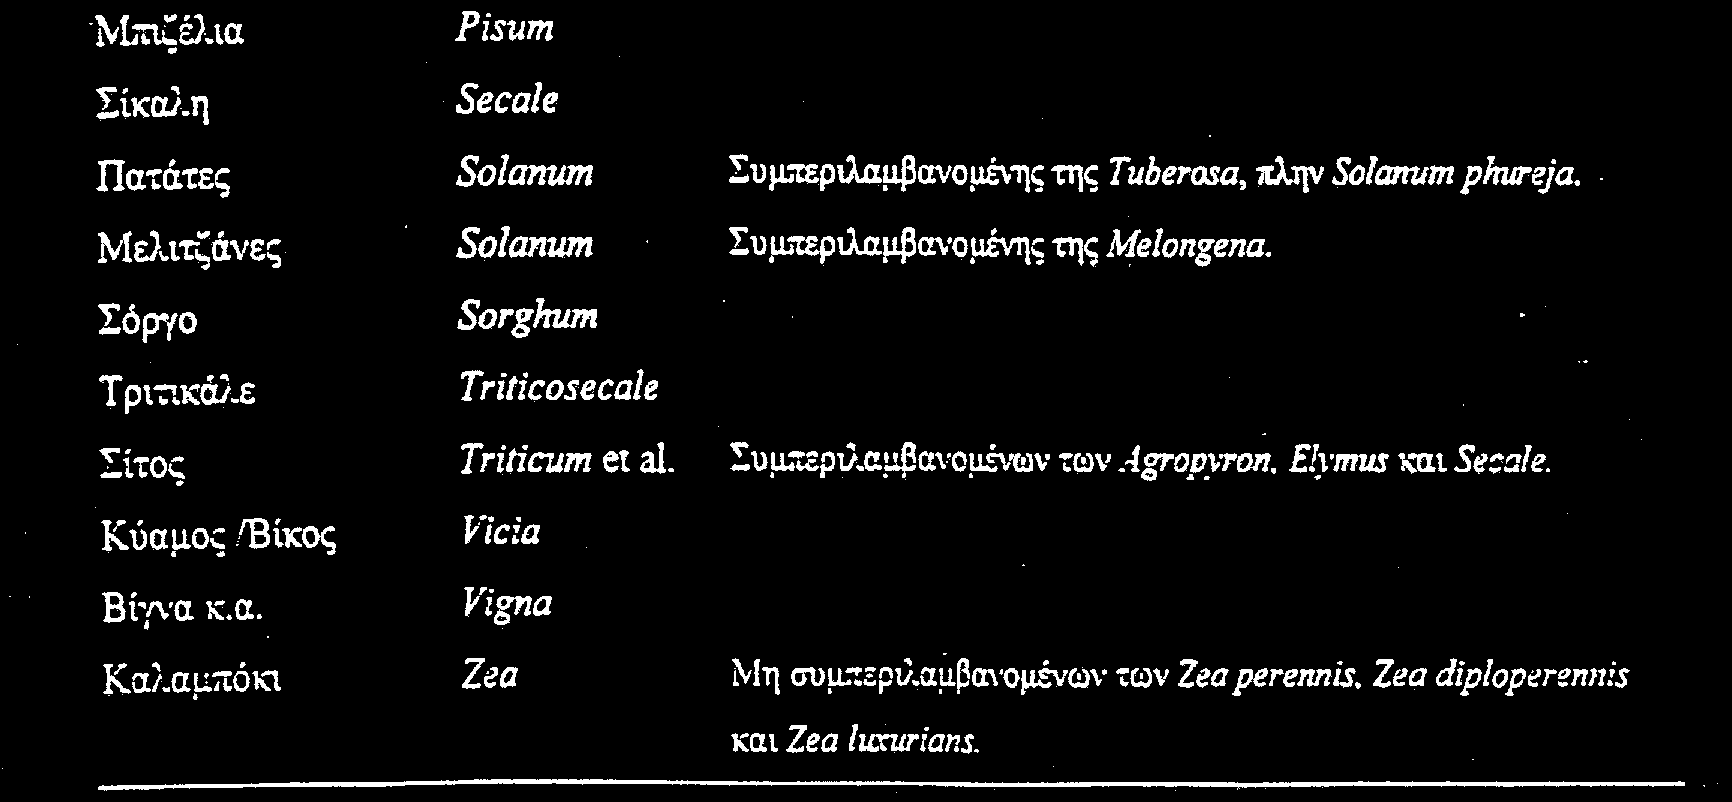 Μπιζέλια Pisum
Σίκαλη Secale
Πατάτες Solanum Συμπεριλαμβανομένης της Tuberosa, πλην Solanum phureja.
Μελιτζάνες Solanum Συμπεριλαμβανομένης της Melongena.
Σόργο Sorghum
Τριτικάλε Triticosecale
Σίτος Triticum et al. Συμπεριλαμβανομένων των Agropyron, Elymus και Secale.
Κύαμος /Βίκος Vicia
Βίγνα κ.α. Vigna
Καλαμπόκι Zea Μη συμπεριλαμβανομένων των Zea perennis, Zea diploperennis
και Zea luxurians.